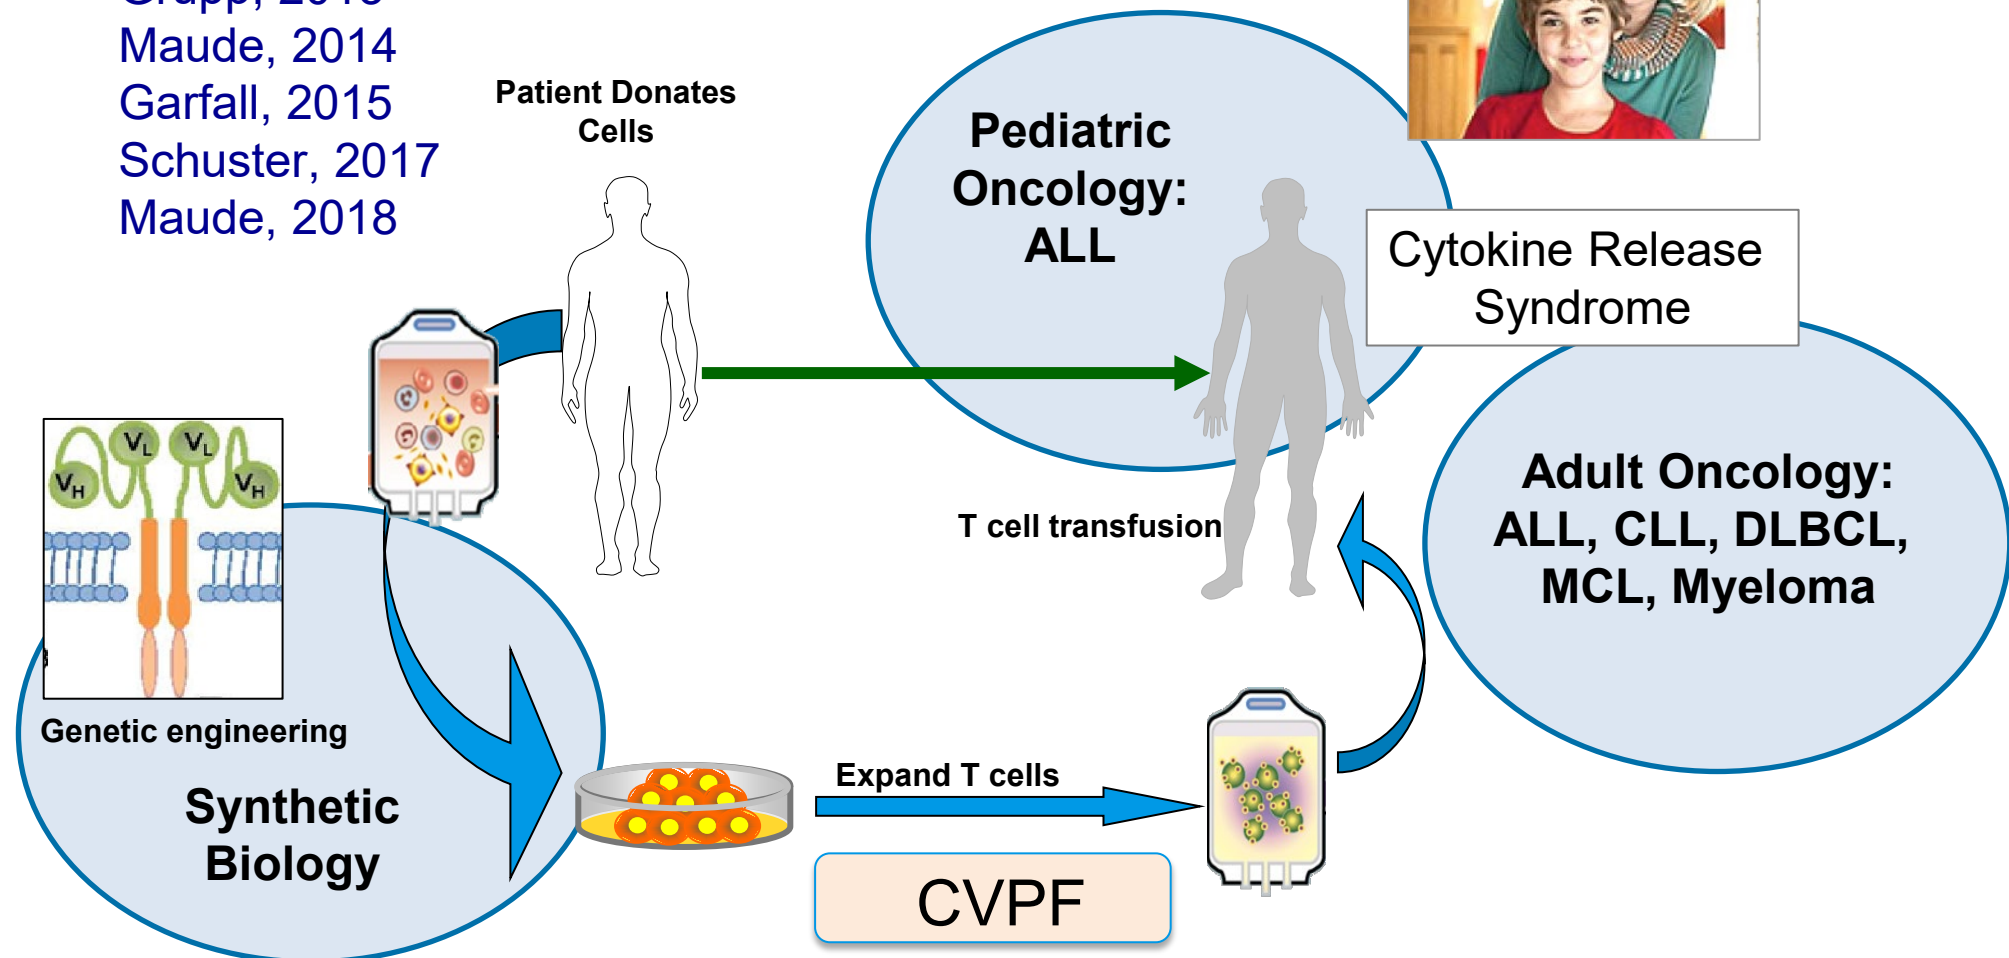 Maude, 2014
Garfall, 2015
Schuster, 2017
Maude, 2018
Patient Donates
Cells
Pediatric
Oncology:
ALL
Cytokine Release
Syndrome
Adult Oncology:
ALL, CLL, DLBCL,
MCL, Myeloma
T cell transfusion
VH
VL
VL
VH
Genetic engineering
Synthetic
Biology
Expand T cells
CVPF